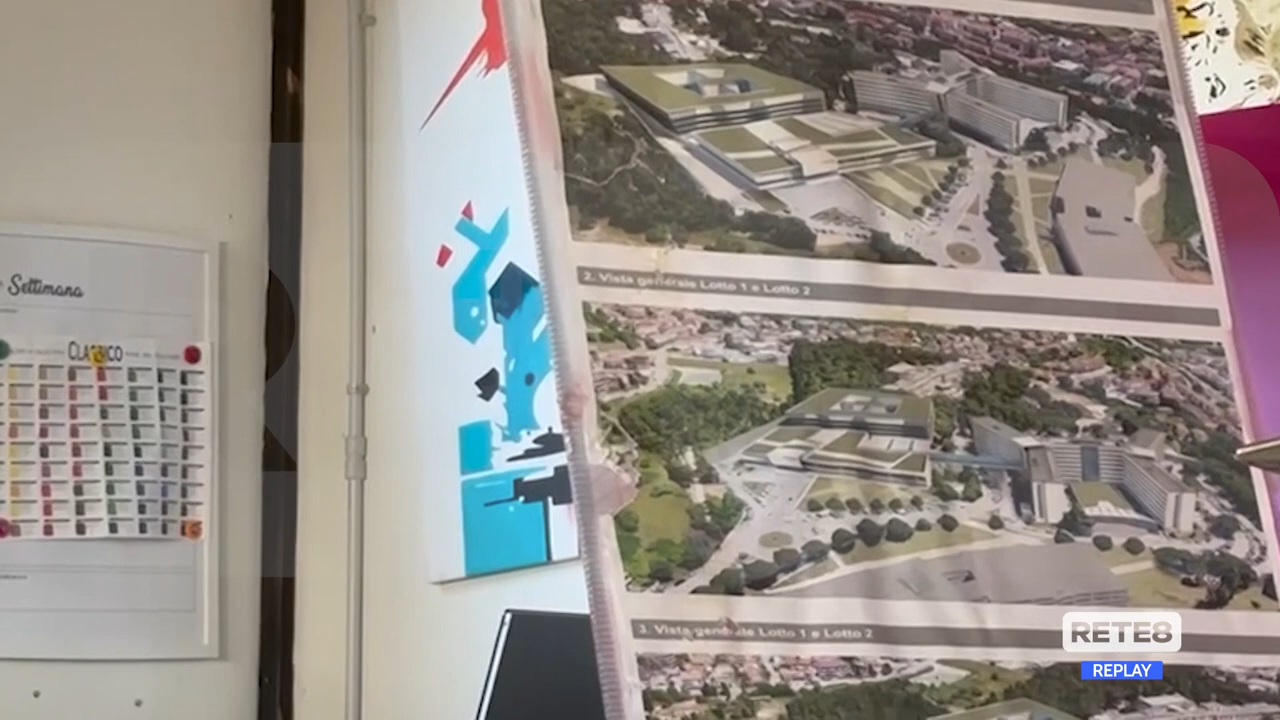 Settimana
CLASSICO
2. Vista generale Lotto 1 e Lotto 2
3. Vista generale Lotto 1 e Lotto 2
RETE8
REPLAY